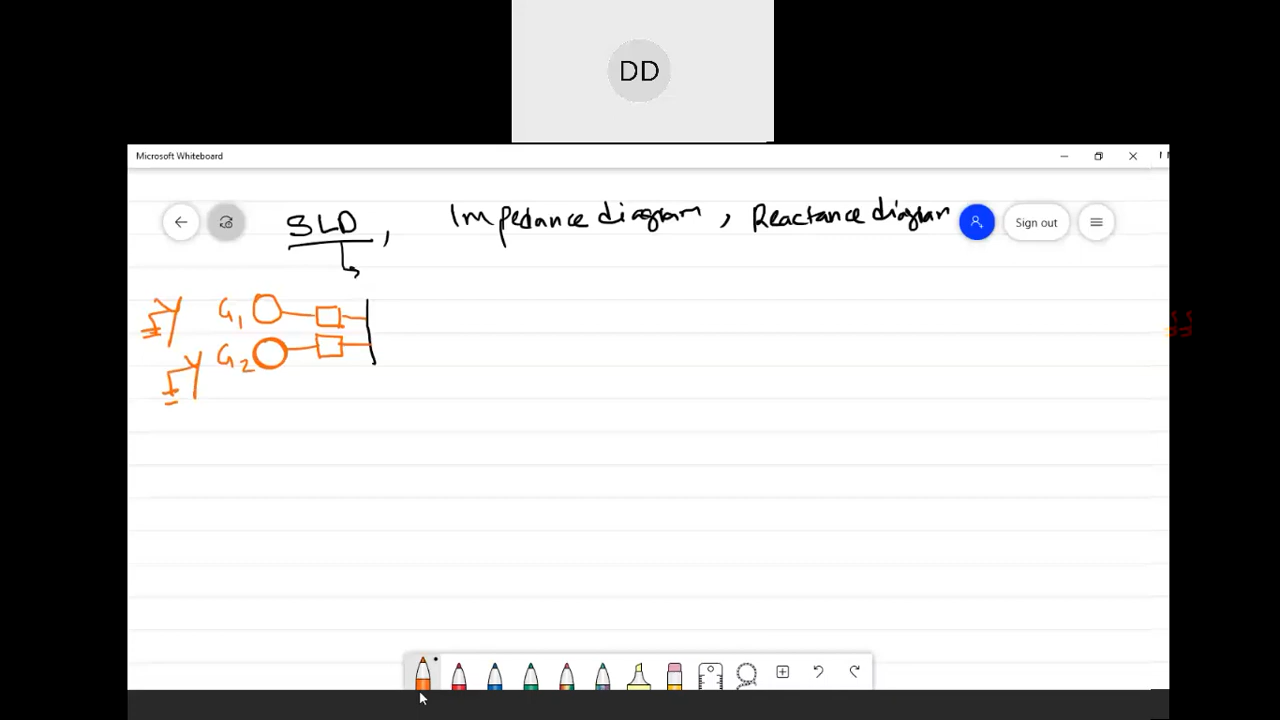 DD
Microsoft Whiteboard
SLD, Impedance diagram, Reactance diagram
Sign out
G1
G2